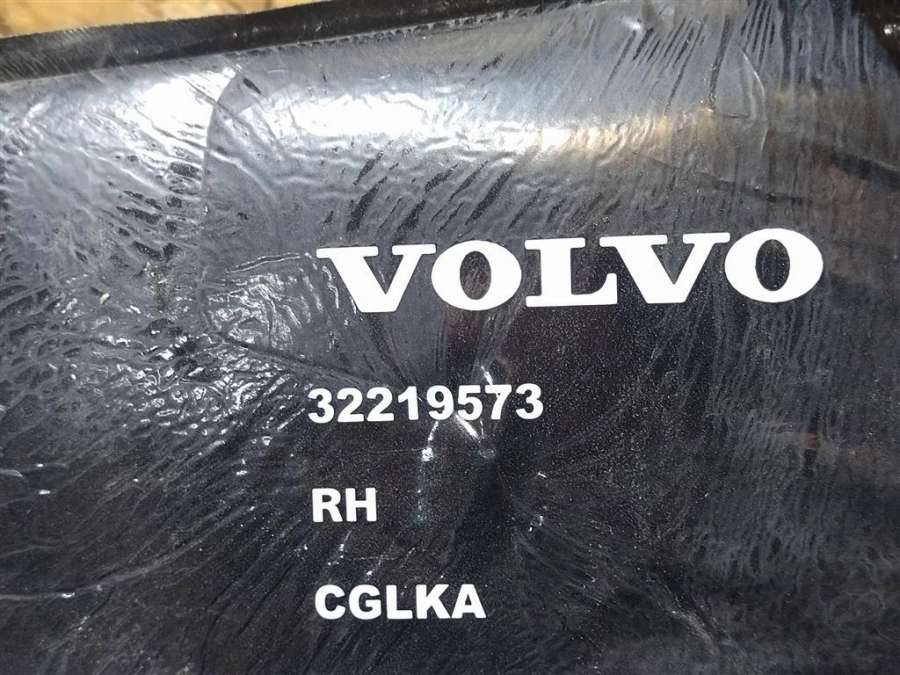 VOLVO
32219573
RH
CGLKA